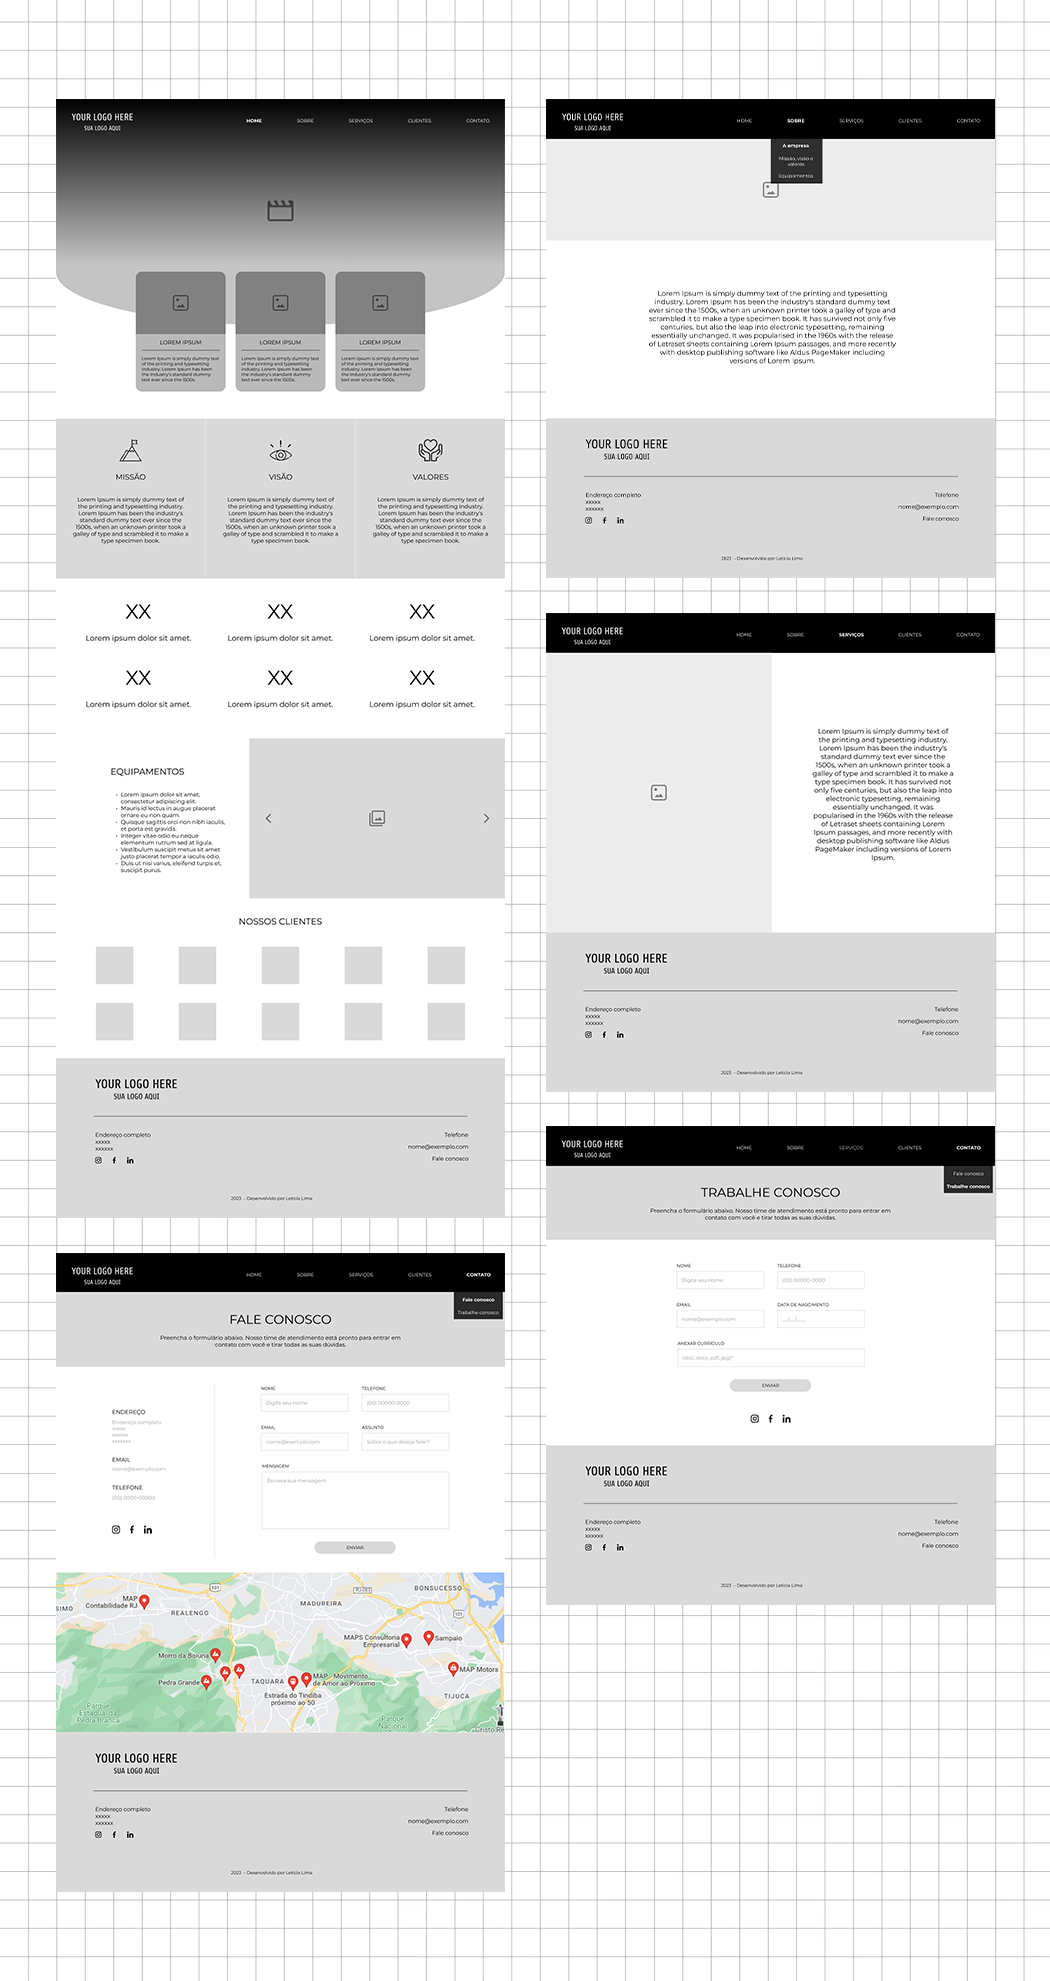 YOUR LOGO HERE
SUA LOGO AQUI
HOME SOBRE SERVIÇOS CLIENTES CONTATO
LOREM IPSUM
Lorem Ipsum is simply dummy text
of the printing and typesetting
industry. Lorem Ipsum has been
the industry's standard dummy
text ever since the 1500s.
LOREM IPSUM
Lorem Ipsum is simply dummy text
of the printing and typesetting
industry. Lorem Ipsum has been
the industry's standard dummy
text ever since the 1500s.
LOREM IPSUM
Lorem Ipsum is simply dummy text
of the printing and typesetting
industry. Lorem Ipsum has been
the industry's standard dummy
text ever since the 1500s.
MISSÃO
Lorem Ipsum is simply dummy text of
the printing and typesetting industry.
Lorem Ipsum has been the industry's
standard dummy text ever since the
1500s, when an unknown printer took a
galley of type and scrambled it to make a
type specimen book.
VISÃO
Lorem Ipsum is simply dummy text of
the printing and typesetting industry.
Lorem Ipsum has been the industry's
standard dummy text ever since the
1500s, when an unknown printer took a
galley of type and scrambled it to make a
type specimen book.
VALORES
Lorem Ipsum is simply dummy text of
the printing and typesetting industry.
Lorem Ipsum has been the industry's
standard dummy text ever since the
1500s, when an unknown printer took a
galley of type and scrambled it to make a
type specimen book.
XX XX XX
Lorem ipsum dolor sit amet. Lorem ipsum dolor sit amet. Lorem ipsum dolor sit amet.
XX XX XX
Lorem ipsum dolor sit amet. Lorem ipsum dolor sit amet. Lorem ipsum dolor sit amet.
EQUIPAMENTOS
• Lorem ipsum dolor sit amet,
consectetur adipiscing elit.
• Mauris id lectus in augue placerat
ornare eu non quam.
• Quisque sagittis orci non nibh iaculis,
et porta est gravida.
• Integer vitae odio eu neque
elementum rutrum sed at ligula.
• Vestibulum suscipit metus sit amet
justo placerat tempor a iaculis odio.
• Duis ut nisi varius, eleifend turpis et,
suscipit purus.
NOSSOS CLIENTES
YOUR LOGO HERE
SUA LOGO AQUI
Endereço completo
xxxxx
xxxxxx
Telefone
nome@exemplo.com
Fale conosco
2023 - Desenvolvido por Letícia Lima
YOUR LOGO HERE
SUA LOGO AQUI
HOME SOBRE SERVIÇOS CLIENTES CONTATO
Fale conosco
Trabalhe conosco
FALE CONOSCO
Preencha o formulário abaixo. Nosso time de atendimento está pronto para entrar em
contato com você e tirar todas as suas dúvidas.
ENDEREÇO
Endereço completo
xxxxx
xxxxxx
xxxxxxx
EMAIL
nome@exemplo.com
TELEFONE
(00) 0000-00000
NOME
Digite seu nome
TELEFONE
(00) 00000-0000
EMAIL
nome@exemplo.com
ASSUNTO
Sobre o que deseja falar?
MENSAGEM
Escreva sua mensagem
ENVIAR
101
RJ-083
BONSUCESSO
MAP
Contabilidade RJ
SIMO
REALENGO
MADUREIRA
101
MAPS Consultoria
Empresarial
Sampaio
Morro da Boiuna
MAP Motors
Pedra Grande
TAQUARA
MAP - Movimento
de Amor ao Próximo
Estrada do Tindiba
próximo ao 50
TIJUCA
Parque
Estadual da
Pedra Branca
Parque
Nacional
Cristo Re
YOUR LOGO HERE
SUA LOGO AQUI
Endereço completo
xxxxx
xxxxxx
Telefone
nome@exemplo.com
Fale conosco
2023 - Desenvolvido por Letícia Lima
YOUR LOGO HERE
SUA LOGO AQUI
HOME SOBRE SERVIÇOS CLIENTES CONTATO
A empresa
Missão, visão e
valores
Equipamentos
Lorem Ipsum is simply dummy text of the printing and typesetting
industry. Lorem Ipsum has been the industry's standard dummy text
ever since the 1500s, when an unknown printer took a galley of type and
scrambled it to make a type specimen book. It has survived not only five
centuries, but also the leap into electronic typesetting, remaining
essentially unchanged. It was popularised in the 1960s with the release
of Letraset sheets containing Lorem Ipsum passages, and more recently
with desktop publishing software like Aldus PageMaker including
versions of Lorem Ipsum.
YOUR LOGO HERE
SUA LOGO AQUI
Endereço completo
xxxxx
xxxxxx
Telefone
nome@exemplo.com
Fale conosco
2023 - Desenvolvido por Letícia Lima
YOUR LOGO HERE
SUA LOGO AQUI
HOME SOBRE SERVIÇOS CLIENTES CONTATO
Lorem Ipsum is simply dummy text of
the printing and typesetting industry.
Lorem Ipsum has been the industry's
standard dummy text ever since the
1500s, when an unknown printer took a
galley of type and scrambled it to make a
type specimen book. It has survived not
only five centuries, but also the leap into
electronic typesetting, remaining
essentially unchanged. It was
popularised in the 1960s with the release
of Letraset sheets containing Lorem
Ipsum passages, and more recently with
desktop publishing software like Aldus
PageMaker including versions of Lorem
Ipsum.
YOUR LOGO HERE
SUA LOGO AQUI
Endereço completo
xxxxx
xxxxxx
Telefone
nome@exemplo.com
Fale conosco
2023 - Desenvolvido por Letícia Lima
YOUR LOGO HERE
SUA LOGO AQUI
HOME SOBRE SERVIÇOS CLIENTES CONTATO
Fale conosco
Trabalhe conosco
TRABALHE CONOSCO
Preencha o formulário abaixo. Nosso time de atendimento está pronto para entrar em
contato com você e tirar todas as suas dúvidas.
NOME
Digite seu nome
TELEFONE
(00) 00000-0000
EMAIL
nome@exemplo.com
DATA DE NASCIMENTO
__/__/____
ANEXAR CURRÍCULO
(doc, docx, pdf, jpg)*
ENVIAR
YOUR LOGO HERE
SUA LOGO AQUI
Endereço completo
xxxxx
xxxxxx
Telefone
nome@exemplo.com
Fale conosco
2023 - Desenvolvido por Letícia Lima